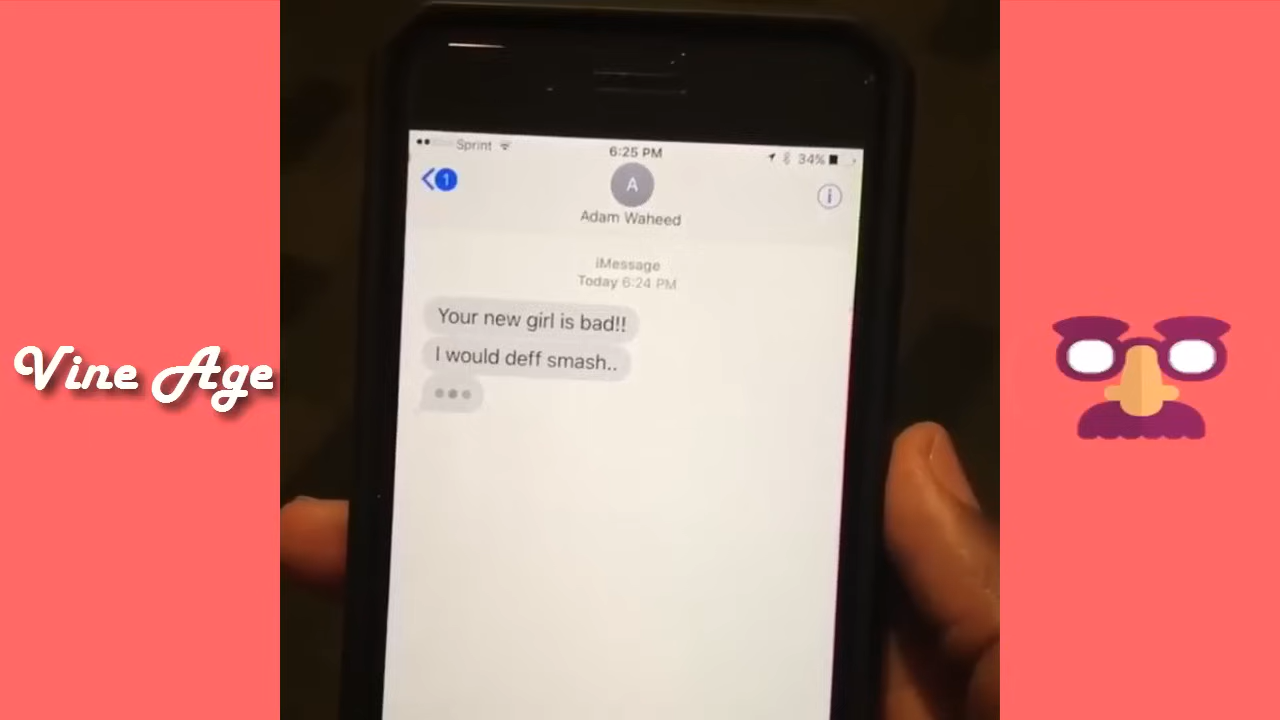 Sprint
6:25 PM
34%
1
A
Adam Waheed
iMessage
Today 6:24 PM
Your new girl is bad!!
I would deff smash..
Vine Age